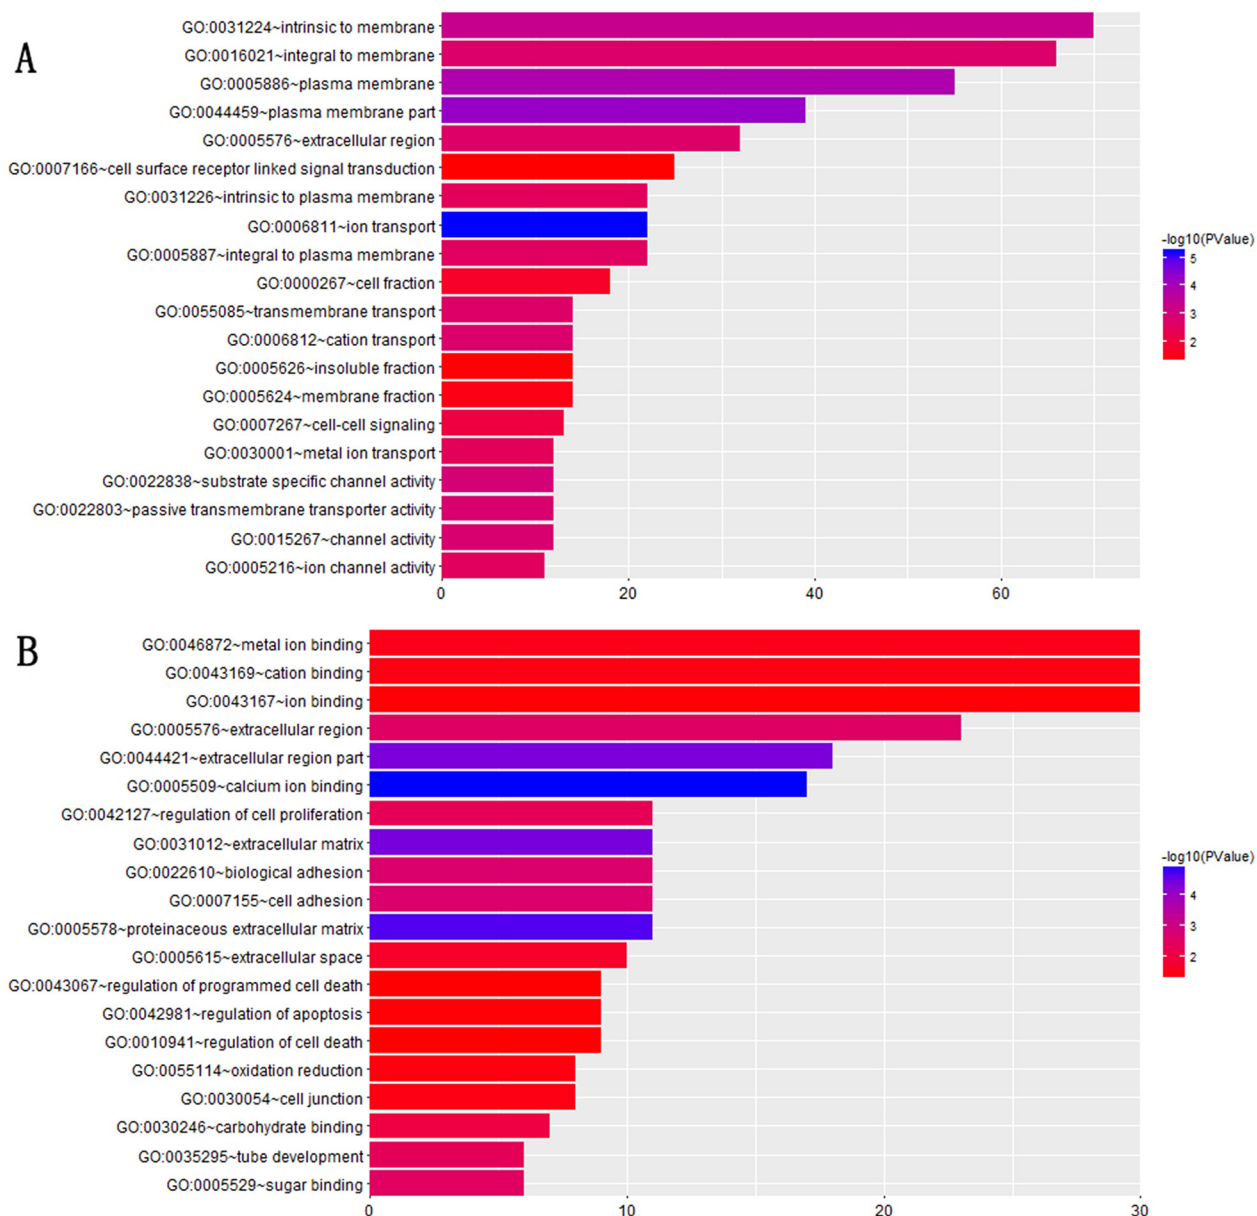 A
GO:0031224~intrinsic to membrane
GO:0016021~integral to membrane
GO:0005886~plasma membrane
GO:0044459~plasma membrane part
GO:0005576~extracellular region
GO:0007166~cell surface receptor linked signal transduction
GO:0031226~intrinsic to plasma membrane
GO:0006811~ion transport
GO:0005887~integral to plasma membrane
GO:0000267~cell fraction
GO:0055085~transmembrane transport
GO:0006812~cation transport
GO:0005626~insoluble fraction
GO:0005624~membrane fraction
GO:0007267~cell-cell signaling
GO:0030001~metal ion transport
GO:0022838~substrate specific channel activity
GO:0022803~passive transmembrane transporter activity
GO:0015267~channel activity
GO:0005216~ion channel activity
0 20 40 60
-log10(PValue)
5
4
3
2
B
GO:0046872~metal ion binding
GO:0043169~cation binding
GO:0043167~ion binding
GO:0005576~extracellular region
GO:0044421~extracellular region part
GO:0005509~calcium ion binding
GO:0042127~regulation of cell proliferation
GO:0031012~extracellular matrix
GO:0022610~biological adhesion
GO:0007155~cell adhesion
GO:0005578~proteinaceous extracellular matrix
GO:0005615~extracellular space
GO:0043067~regulation of programmed cell death
GO:0042981~regulation of apoptosis
GO:0010941~regulation of cell death
GO:0055114~oxidation reduction
GO:0030054~cell junction
GO:0030246~carbohydrate binding
GO:0035295~tube development
GO:0005529~sugar binding
0 10 20 30
-log10(PValue)
4
3
2